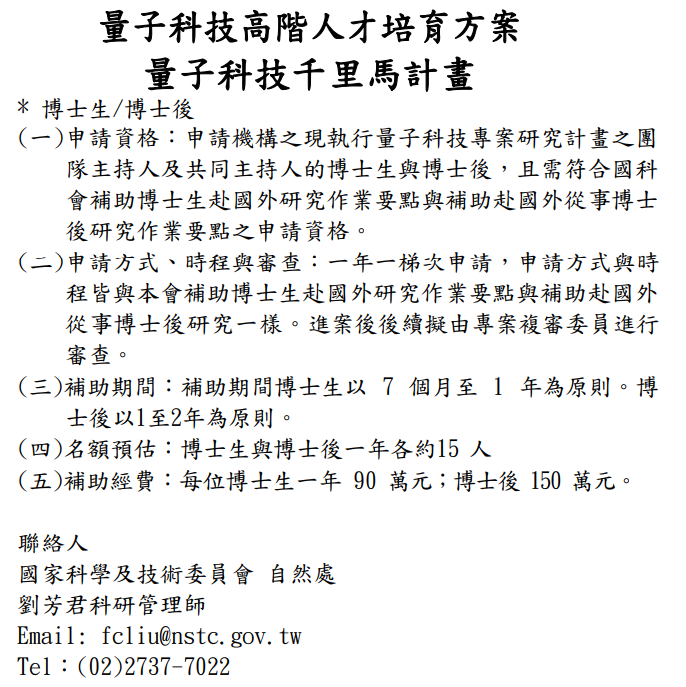 量子科技高階人才培育方案
量子科技千里馬計畫
* 博士生/博士後
(一)申請資格：申請機構之現執行量子科技專案研究計畫之團
隊主持人及共同主持人的博士生與博士後，且需符合國科
會補助博士生赴國外研究作業要點與補助赴國外從事博士
後研究作業要點之申請資格。
(二)申請方式、時程與審查：一年一梯次申請，申請方式與時
程皆與本會補助博士生赴國外研究作業要點與補助赴國外
從事博士後研究一樣。進案後後續擬由專案複審委員進行
審查。
(三)補助期間：補助期間博士生以 7 個月至 1 年為原則。博
士後以1至2年為原則。
(四)名額預估：博士生與博士後一年各約15 人
(五)補助經費：每位博士生一年 90 萬元；博士後 150 萬元。
聯絡人
國家科學及技術委員會 自然處
劉芳君科研管理師
Email: fcliu@nstc.gov.tw
Tel：(02)2737-7022